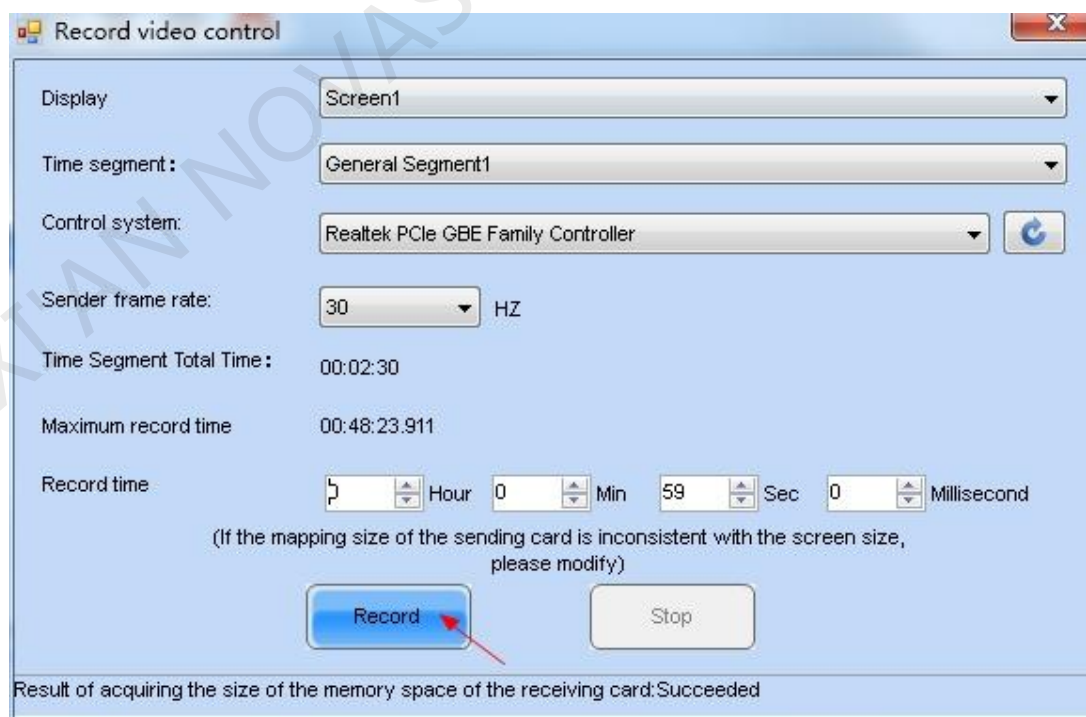 Record video control
Display Screen1
Time segment: General Segment1
Control system: Realtek PCIe GBE Family Controller
Sender frame rate: 30 HZ
Time Segment Total Time: 00:02:30
Maximum record time 00:48:23.911
Record time Hour 0 Min 59 Sec 0 Millisecond
(If the mapping size of the sending card is inconsistent with the screen size,
please modify)
Record Stop
Result of acquiring the size of the memory space of the receiving card:Succeeded